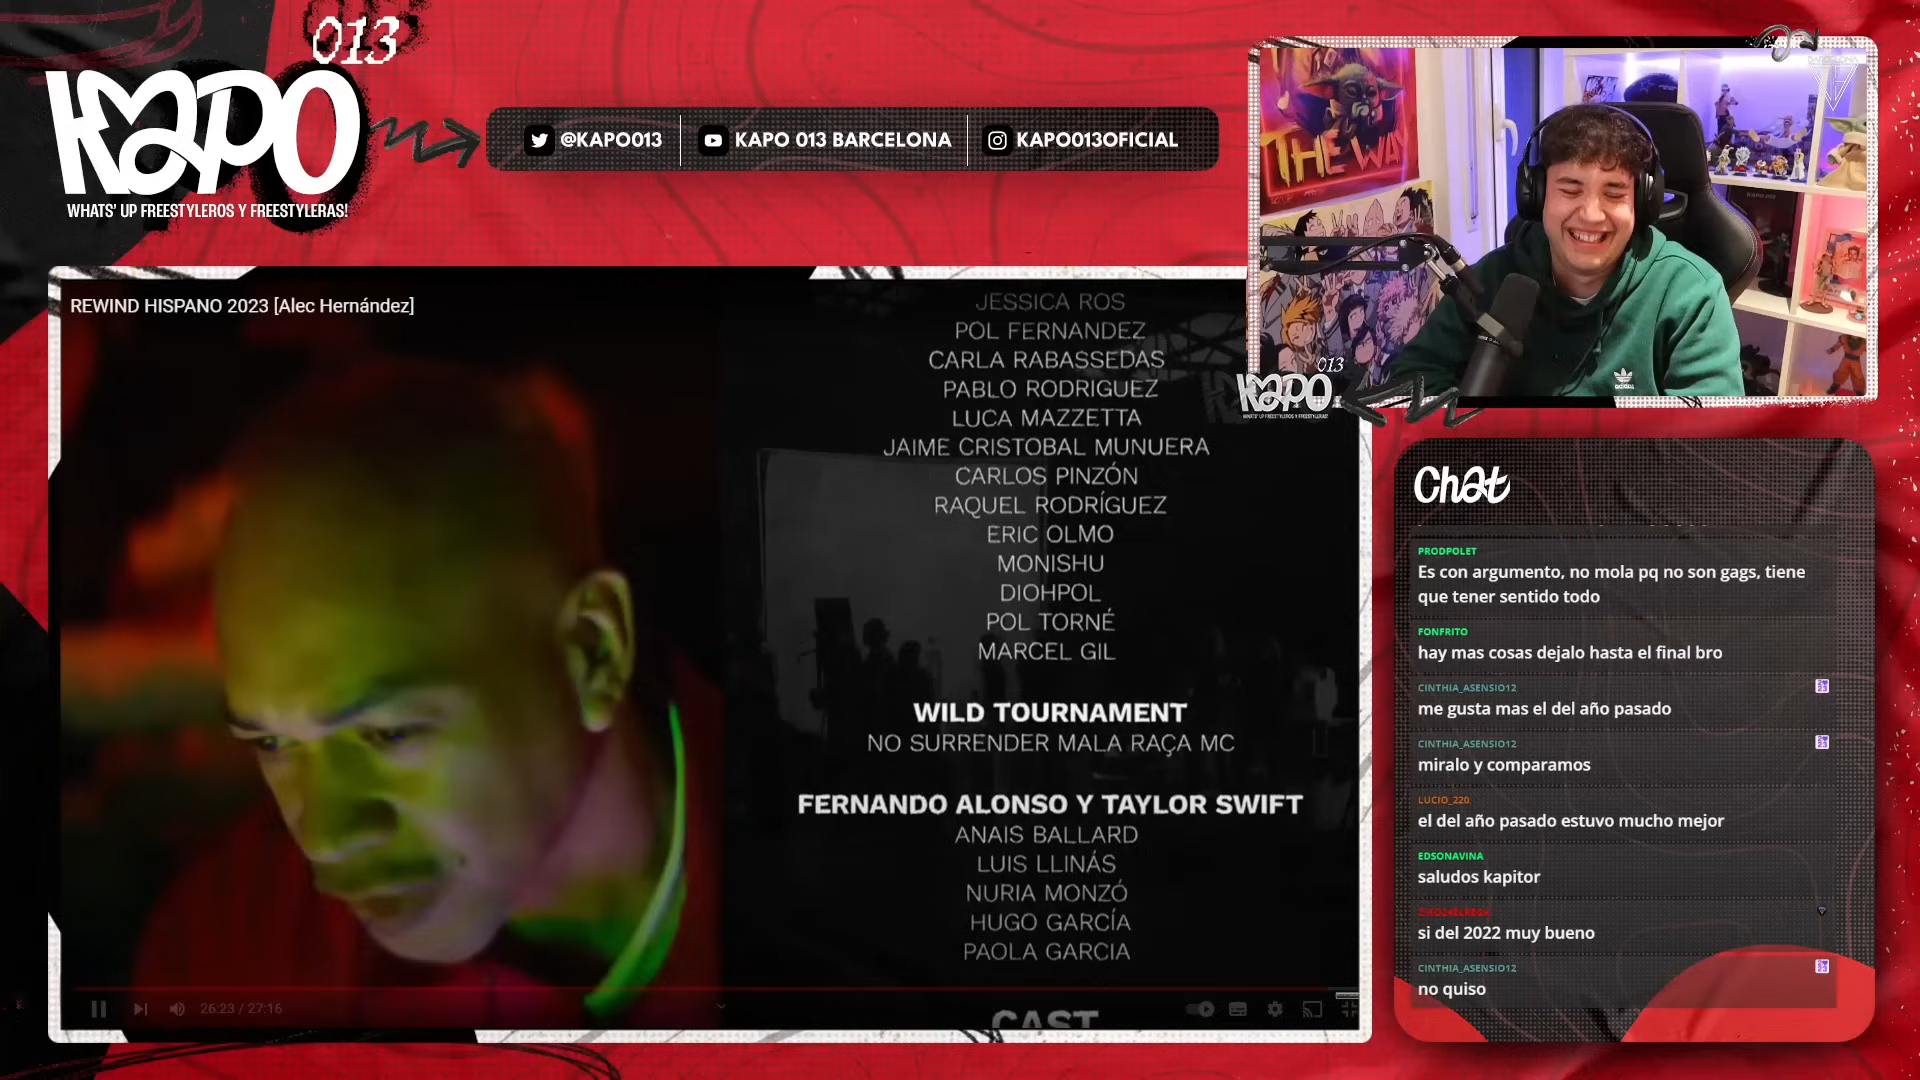 013
KAPO
WHATS' UP FREESTYLEROS Y FREESTYLERAS!
@KAPO013
KAPO 013 BARCELONA
KAPO013OFICIAL
THE WAY
013
KAPO
WHATS' UP FREESTYLEROS Y FREESTYLERAS!
REWIND HISPANO 2023 [Alec Hernández]
JESSICA ROS
POL FERNANDEZ
CARLA RABASSEDAS
PABLO RODRIGUEZ
LUCA MAZZETTA
JAIME CRISTOBAL MUNUERA
CARLOS PINZÓN
RAQUEL RODRÍGUEZ
ERIC OLMO
MONISHU
DIOHPOL
POL TORNÉ
MARCEL GIL
WILD TOURNAMENT
NO SURRENDER MALA RAÇA MC
FERNANDO ALONSO Y TAYLOR SWIFT
ANAIS BALLARD
LUIS LLINÁS
NURIA MONZÓ
HUGO GARCÍA
PAOLA GARCIA
CAST
26:23 / 27:16
Chat
PRODPOLET
Es con argumento, no mola pq no son gags, tiene
que tener sentido todo
FONFRITO
hay mas cosas dejalo hasta el final bro
CINTHIA_ASENSIO12
me gusta mas el del año pasado
CINTHIA_ASENSIO12
miralo y comparamos
LUCIO_220
el del año pasado estuvo mucho mejor
EDSONAVINA
saludos kapitor
si del 2022 muy bueno
CINTHIA_ASENSIO12
no quiso